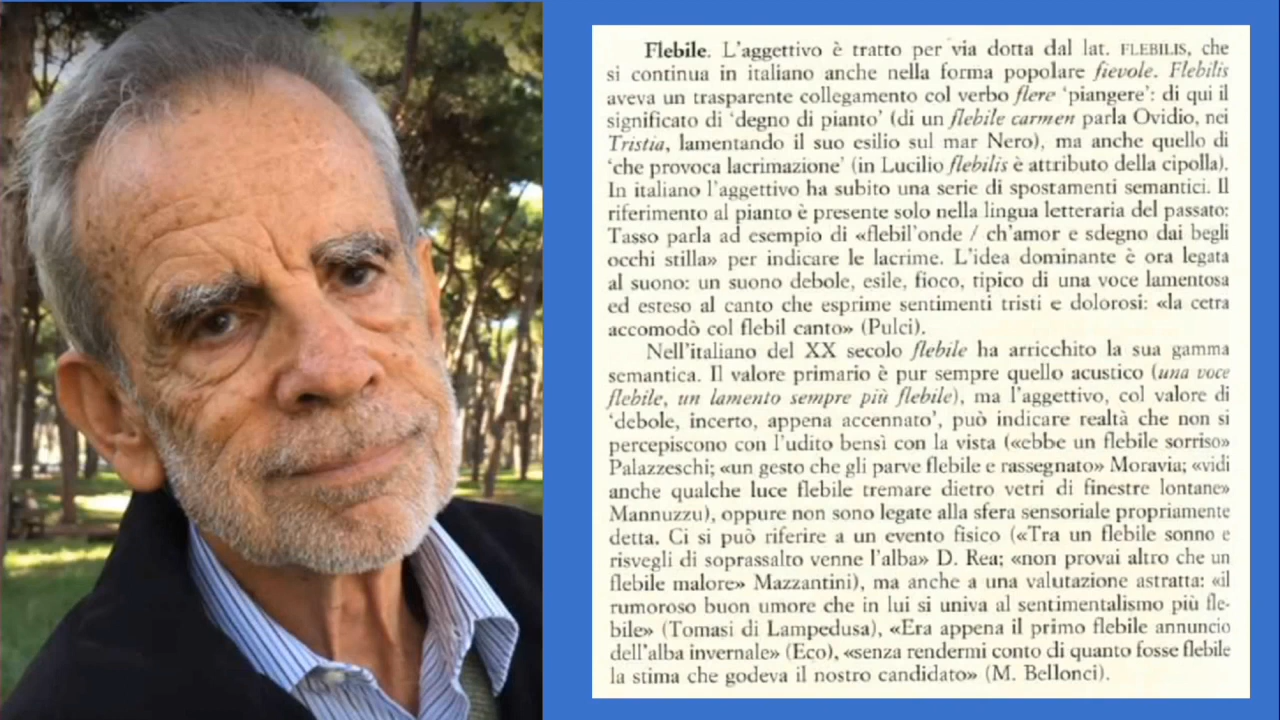 Flebile. L'aggettivo è tratto per via dotta dal lat. FLEBILIS, che
si continua in italiano anche nella forma popolare fievole. Flebilis
aveva un trasparente collegamento col verbo flere 'piangere': di qui il
significato di 'degno di pianto' (di un flebile carmen parla Ovidio, nei
Tristia, lamentando il suo esilio sul mar Nero), ma anche quello di
'che provoca lacrimazione' (in Lucilio flebilis è attributo della cipolla).
In italiano l'aggettivo ha subito una serie di spostamenti semantici. Il
riferimento al pianto è presente solo nella lingua letteraria del passato:
Tasso parla ad esempio di «flebil'onde / ch'amor e sdegno dai begli
occhi stilla» per indicare le lacrime. L'idea dominante è ora legata
al suono: un suono debole, esile, fioco, tipico di una voce lamentosa
ed esteso al canto che esprime sentimenti tristi e dolorosi: «la cetra
accomodò col flebil canto» (Pulci).
Nell'italiano del XX secolo flebile ha arricchito la sua gamma
semantica. Il valore primario è pur sempre quello acustico (una voce
flebile, un lamento sempre più flebile), ma l'aggettivo, col valore di
'debole, incerto, appena accennato', può indicare realtà che non si
percepiscono con l'udito bensì con la vista («ebbe un flebile sorriso»
Palazzeschi; «un gesto che gli parve flebile e rassegnato» Moravia; «vidi
anche qualche luce flebile tremare dietro vetri di finestre lontane»
Mannuzzu), oppure non sono legate alla sfera sensoriale propriamente
detta. Ci si può riferire a un evento fisico («Tra un flebile sonno e
risvegli di soprassalto venne l'alba» D. Rea; «non provai altro che un
flebile malore» Mazzantini), ma anche a una valutazione astratta: «il
rumoroso buon umore che in lui si univa al sentimentalismo più fle-
bile» (Tomasi di Lampedusa), «Era appena il primo flebile annuncio
dell'alba invernale» (Eco), «senza rendermi conto di quanto fosse flebile
la stima che godeva il nostro candidato» (M. Bellonci).